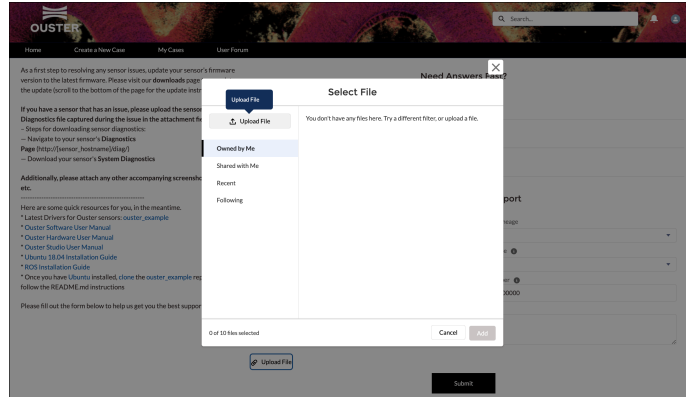 OUSTER
Search...
Home
Create a New Case
My Cases
User Forum
As a first step to resolving any sensor issues, update your sensor's firmware
version to the latest firmware. Please visit our downloads page
the update (scroll to the bottom of the page for the update instr
If you have a sensor that has an issue, please upload the sensor
Diagnostics file captured during the issue in the attachment fie
– Steps for downloading sensor diagnostics:
— Navigate to your sensor's Diagnostics
Page (http://[sensor_hostname]/diag/)
— Download your sensor's System Diagnostics
Additionally, please attach any other accompanying screensho
etc.
Here are some quick resources for you, in the meantime.
* Latest Drivers for Ouster sensors: ouster_example
* Ouster Software User Manual
* Ouster Hardware User Manual
* Ouster Studio User Manual
* Ubuntu 18.04 Installation Guide
* ROS Installation Guide
* Once you have Ubuntu installed, clone the ouster_example rep
follow the README.md instructions
Please fill out the form below to help us get you the best suppor
Upload File
Need Answers Fast?
Select File
Upload File
Upload File
Owned by Me
Shared with Me
Recent
Following
You don't have any files here. Try a different filter, or upload a file.
0 of 10 files selected
Cancel
Add
port
00000
Submit